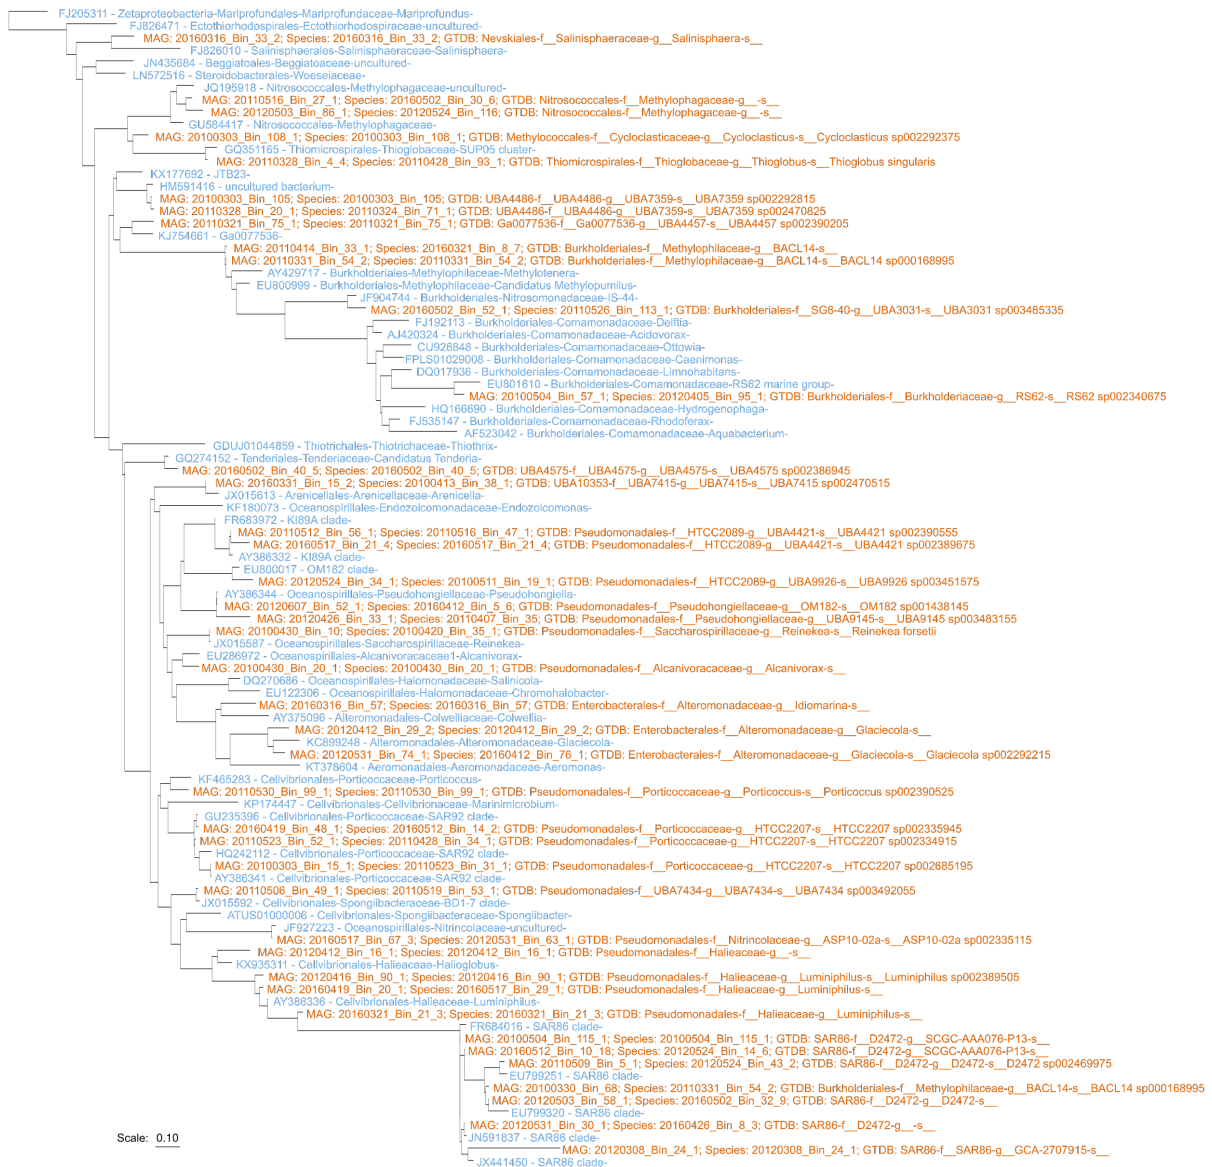 FJ205311 - Zetaproteobacteria-Mariprofundales-Mariprofundaceae-Mariprofundus-
FJ826471 - Ectothiorhodospirales-Ectothiorhodospiraceae-uncultured-
MAG: 20160316_Bin_33_2; Species: 20160316_Bin_33_2; GTDB: Nevskiales-f__Salinisphaeraceae-g__Salinisphaera-s__
FJ826010 - Salinisphaerales-Salinisphaeraceae-Salinisphaera-
JN435684 - Beggiatoales-Beggiatoaceae-uncultured-
LN572516 - Steroidobacterales-Woeseiaceae-
JQ195918 - Nitrosococcales-Methylophagaceae-uncultured-
MAG: 20110516_Bin_27_1; Species: 20160502_Bin_30_6; GTDB: Nitrosococcales-f__Methylophagaceae-g__-s__
MAG: 20120503_Bin_86_1; Species: 20120524_Bin_116; GTDB: Nitrosococcales-f__Methylophagaceae-g__-s__
GU584417 - Nitrosococcales-Methylophagaceae-
MAG: 20100303_Bin_108_1; Species: 20100303_Bin_108_1; GTDB: Methylococcales-f__Cycloclasticaceae-g__Cycloclasticus-s__Cycloclasticus sp002292375
GQ351165 - Thiomicrospirales-Thioglobaceae-SUP05 cluster-
MAG: 20110328_Bin_4_4; Species: 20110428_Bin_93_1; GTDB: Thiomicrospirales-f__Thioglobaceae-g__Thioglobus-s__Thioglobus singularis
KX177692 - JTB23-
HM591416 - uncultured bacterium-
MAG: 20100303_Bin_105; Species: 20100303_Bin_105; GTDB: UBA4486-f__UBA4486-g__UBA7359-s__UBA7359 sp002292815
MAG: 20110328_Bin_20_1; Species: 20110324_Bin_71_1; GTDB: UBA4486-f__UBA4486-g__UBA7359-s__UBA7359 sp002470825
MAG: 20110321_Bin_75_1; Species: 20110321_Bin_75_1; GTDB: Ga0077536-f__Ga0077536-g__UBA4457-s__UBA4457 sp002390205
KJ754661 - Ga0077536-
MAG: 20110414_Bin_33_1; Species: 20160321_Bin_8_7; GTDB: Burkholderiales-f__Methylophilaceae-g__BACL14-s__
MAG: 20110331_Bin_54_2; Species: 20110331_Bin_54_2; GTDB: Burkholderiales-f__Methylophilaceae-g__BACL14-s__BACL14 sp000168995
AY429717 - Burkholderiales-Methylophilaceae-Methylotenera-
EU800999 - Burkholderiales-Methylophilaceae-Candidatus Methylopumilus-
JF904744 - Burkholderiales-Nitrosomonadaceae-IS-44-
MAG: 20160502_Bin_52_1; Species: 20110526_Bin_113_1; GTDB: Burkholderiales-f__SG8-40-g__UBA3031-s__UBA3031 sp003485335
FJ192113 - Burkholderiales-Comamonadaceae-Delftia-
AJ420324 - Burkholderiales-Comamonadaceae-Acidovorax-
CU926848 - Burkholderiales-Comamonadaceae-Ottowia-
FPLS01029008 - Burkholderiales-Comamonadaceae-Caenimonas-
DQ017936 - Burkholderiales-Comamonadaceae-Limnohabitans-
EU801610 - Burkholderiales-Comamonadaceae-RS62 marine group-
MAG: 20100504_Bin_57_1; Species: 20120405_Bin_95_1; GTDB: Burkholderiales-f__Burkholderiaceae-g__RS62-s__RS62 sp002340675
HQ166690 - Burkholderiales-Comamonadaceae-Hydrogenophaga-
FJ535147 - Burkholderiales-Comamonadaceae-Rhodoferax-
AF523042 - Burkholderiales-Comamonadaceae-Aquabacterium-
GDUJ01044859 - Thiotrichales-Thiotrichaceae-Thiothrix-
GQ274152 - Tenderiales-Tenderiaceae-Candidatus Tenderia-
MAG: 20160502_Bin_40_5; Species: 20160502_Bin_40_5; GTDB: UBA4575-f__UBA4575-g__UBA4575-s__UBA4575 sp002386945
MAG: 20160331_Bin_15_2; Species: 20100413_Bin_38_1; GTDB: UBA10353-f__UBA7415-g__UBA7415-s__UBA7415 sp002470515
JX015613 - Arenicellales-Arenicellaceae-Arenicella-
KF180073 - Oceanospirillales-Endozoicomonadaceae-Endozoicomonas-
FR683972 - KI89A clade-
MAG: 20110512_Bin_56_1; Species: 20110516_Bin_47_1; GTDB: Pseudomonadales-f__HTCC2089-g__UBA4421-s__UBA4421 sp002390555
MAG: 20160517_Bin_21_4; Species: 20160517_Bin_21_4; GTDB: Pseudomonadales-f__HTCC2089-g__UBA4421-s__UBA4421 sp002389675
AY386332 - KI89A clade-
EU800017 - OM182 clade-
MAG: 20120524_Bin_34_1; Species: 20100511_Bin_19_1; GTDB: Pseudomonadales-f__HTCC2089-g__UBA9926-s__UBA9926 sp003451575
AY386344 - Oceanospirillales-Pseudohongiellaceae-Pseudohongiella-
MAG: 20120607_Bin_52_1; Species: 20160412_Bin_5_6; GTDB: Pseudomonadales-f__Pseudohongiellaceae-g__OM182-s__OM182 sp001438145
MAG: 20120426_Bin_33_1; Species: 20110407_Bin_35; GTDB: Pseudomonadales-f__Pseudohongiellaceae-g__UBA9145-s__UBA9145 sp003483155
MAG: 20100430_Bin_10; Species: 20100420_Bin_35_1; GTDB: Pseudomonadales-f__Saccharospirillaceae-g__Reinekea-s__Reinekea forsetii
JX015587 - Oceanospirillales-Saccharospirillaceae-Reinekea-
EU286972 - Oceanospirillales-Alcanivoracaceae1-Alcanivorax-
MAG: 20100430_Bin_20_1; Species: 20100430_Bin_20_1; GTDB: Pseudomonadales-f__Alcanivoracaceae-g__Alcanivorax-s__
DQ270686 - Oceanospirillales-Halomonadaceae-Salinicola-
EU122306 - Oceanospirillales-Halomonadaceae-Chromohalobacter-
MAG: 20160316_Bin_57; Species: 20160316_Bin_57; GTDB: Enterobacterales-f__Alteromonadaceae-g__Idiomarina-s__
AY375096 - Alteromonadales-Colwelliaceae-Colwellia-
MAG: 20120412_Bin_29_2; Species: 20120412_Bin_29_2; GTDB: Enterobacterales-f__Alteromonadaceae-g__Glaciecola-s__
KC899248 - Alteromonadales-Alteromonadaceae-Glaciecola-
MAG: 20120531_Bin_74_1; Species: 20160412_Bin_76_1; GTDB: Enterobacterales-f__Alteromonadaceae-g__Glaciecola-s__Glaciecola sp002292215
KT378604 - Aeromonadales-Aeromonadaceae-Aeromonas-
KF465283 - Cellvibrionales-Porticoccaceae-Porticoccus-
MAG: 20110530_Bin_99_1; Species: 20110530_Bin_99_1; GTDB: Pseudomonadales-f__Porticoccaceae-g__Porticoccus-s__Porticoccus sp002390525
KP174447 - Cellvibrionales-Cellvibrionaceae-Marinimicrobium-
GU235396 - Cellvibrionales-Porticoccaceae-SAR92 clade-
MAG: 20160419_Bin_48_1; Species: 20160512_Bin_14_2; GTDB: Pseudomonadales-f__Porticoccaceae-g__HTCC2207-s__HTCC2207 sp002335945
MAG: 20110523_Bin_52_1; Species: 20110428_Bin_34_1; GTDB: Pseudomonadales-f__Porticoccaceae-g__HTCC2207-s__HTCC2207 sp002334915
HQ242112 - Cellvibrionales-Porticoccaceae-SAR92 clade-
MAG: 20100303_Bin_15_1; Species: 20110523_Bin_31_1; GTDB: Pseudomonadales-f__Porticoccaceae-g__HTCC2207-s__HTCC2207 sp002685195
AY386341 - Cellvibrionales-Porticoccaceae-SAR92 clade-
MAG: 20110506_Bin_49_1; Species: 20110519_Bin_53_1; GTDB: Pseudomonadales-f__UBA7434-g__UBA7434-s__UBA7434 sp003492055
JX015592 - Cellvibrionales-Spongiibacteraceae-BD1-7 clade-
ATUS01000006 - Cellvibrionales-Spongiibacteraceae-Spongiibacter-
JF927223 - Oceanospirillales-Nitrincolaceae-uncultured-
MAG: 20160517_Bin_67_3; Species: 20120531_Bin_63_1; GTDB: Pseudomonadales-f__Nitrincolaceae-g__ASP10-02a-s__ASP10-02a sp002335115
MAG: 20120412_Bin_16_1; Species: 20120412_Bin_16_1; GTDB: Pseudomonadales-f__Halieaceae-g__-s__
KX935311 - Cellvibrionales-Halieaceae-Halioglobus-
MAG: 20120416_Bin_90_1; Species: 20120416_Bin_90_1; GTDB: Pseudomonadales-f__Halieaceae-g__Luminiphilus-s__Luminiphilus sp002389505
MAG: 20160419_Bin_20_1; Species: 20160517_Bin_29_1; GTDB: Pseudomonadales-f__Halieaceae-g__Luminiphilus-s__
AY386336 - Cellvibrionales-Halieaceae-Luminiphilus-
MAG: 20160321_Bin_21_3; Species: 20160321_Bin_21_3; GTDB: Pseudomonadales-f__Halieaceae-g__Luminiphilus-s__
FR684016 - SAR86 clade-
MAG: 20100504_Bin_115_1; Species: 20100504_Bin_115_1; GTDB: SAR86-f__D2472-g__SCGC-AAA076-P13-s__
MAG: 20160512_Bin_10_18; Species: 20120524_Bin_14_6; GTDB: SAR86-f__D2472-g__SCGC-AAA076-P13-s__
MAG: 20110509_Bin_5_1; Species: 20120524_Bin_43_2; GTDB: SAR86-f__D2472-g__D2472-s__D2472 sp002469975
EU799251 - SAR86 clade-
MAG: 20100330_Bin_68; Species: 20110331_Bin_54_2; GTDB: Burkholderiales-f__Methylophilaceae-g__BACL14-s__BACL14 sp000168995
MAG: 20120503_Bin_58_1; Species: 20160502_Bin_32_9; GTDB: SAR86-f__D2472-g__D2472-s__
EU799320 - SAR86 clade-
MAG: 20120531_Bin_30_1; Species: 20160426_Bin_8_3; GTDB: SAR86-f__D2472-g__-s__
JN591837 - SAR86 clade-
MAG: 20120308_Bin_24_1; Species: 20120308_Bin_24_1; GTDB: SAR86-f__SAR86-g__GCA-2707915-s__
JX441450 - SAR86 clade-
Scale: 0.10